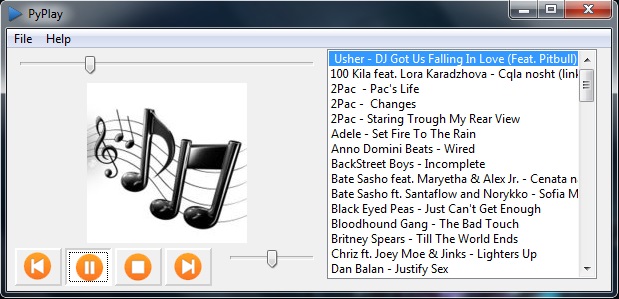 PyPlay
File Help
Usher - DJ Got Us Falling In Love (Feat. Pitbull)
100 Kila feat. Lora Karadzhova - Cqla nosht (link
2Pac - Pac's Life
2Pac - Changes
2Pac - Staring Trough My Rear View
Adele - Set Fire To The Rain
Anno Domini Beats - Wired
BackStreet Boys - Incomplete
Bate Sasho feat. Maryetha & Alex Jr. - Cenata n
Bate Sasho ft. Santaflow and Norykko - Sofia M
Black Eyed Peas - Just Can't Get Enough
Bloodhound Gang - The Bad Touch
Britney Spears - Till The World Ends
Chriz ft. Joey Moe & Jinks - Lighters Up
Dan Balan - Justify Sex